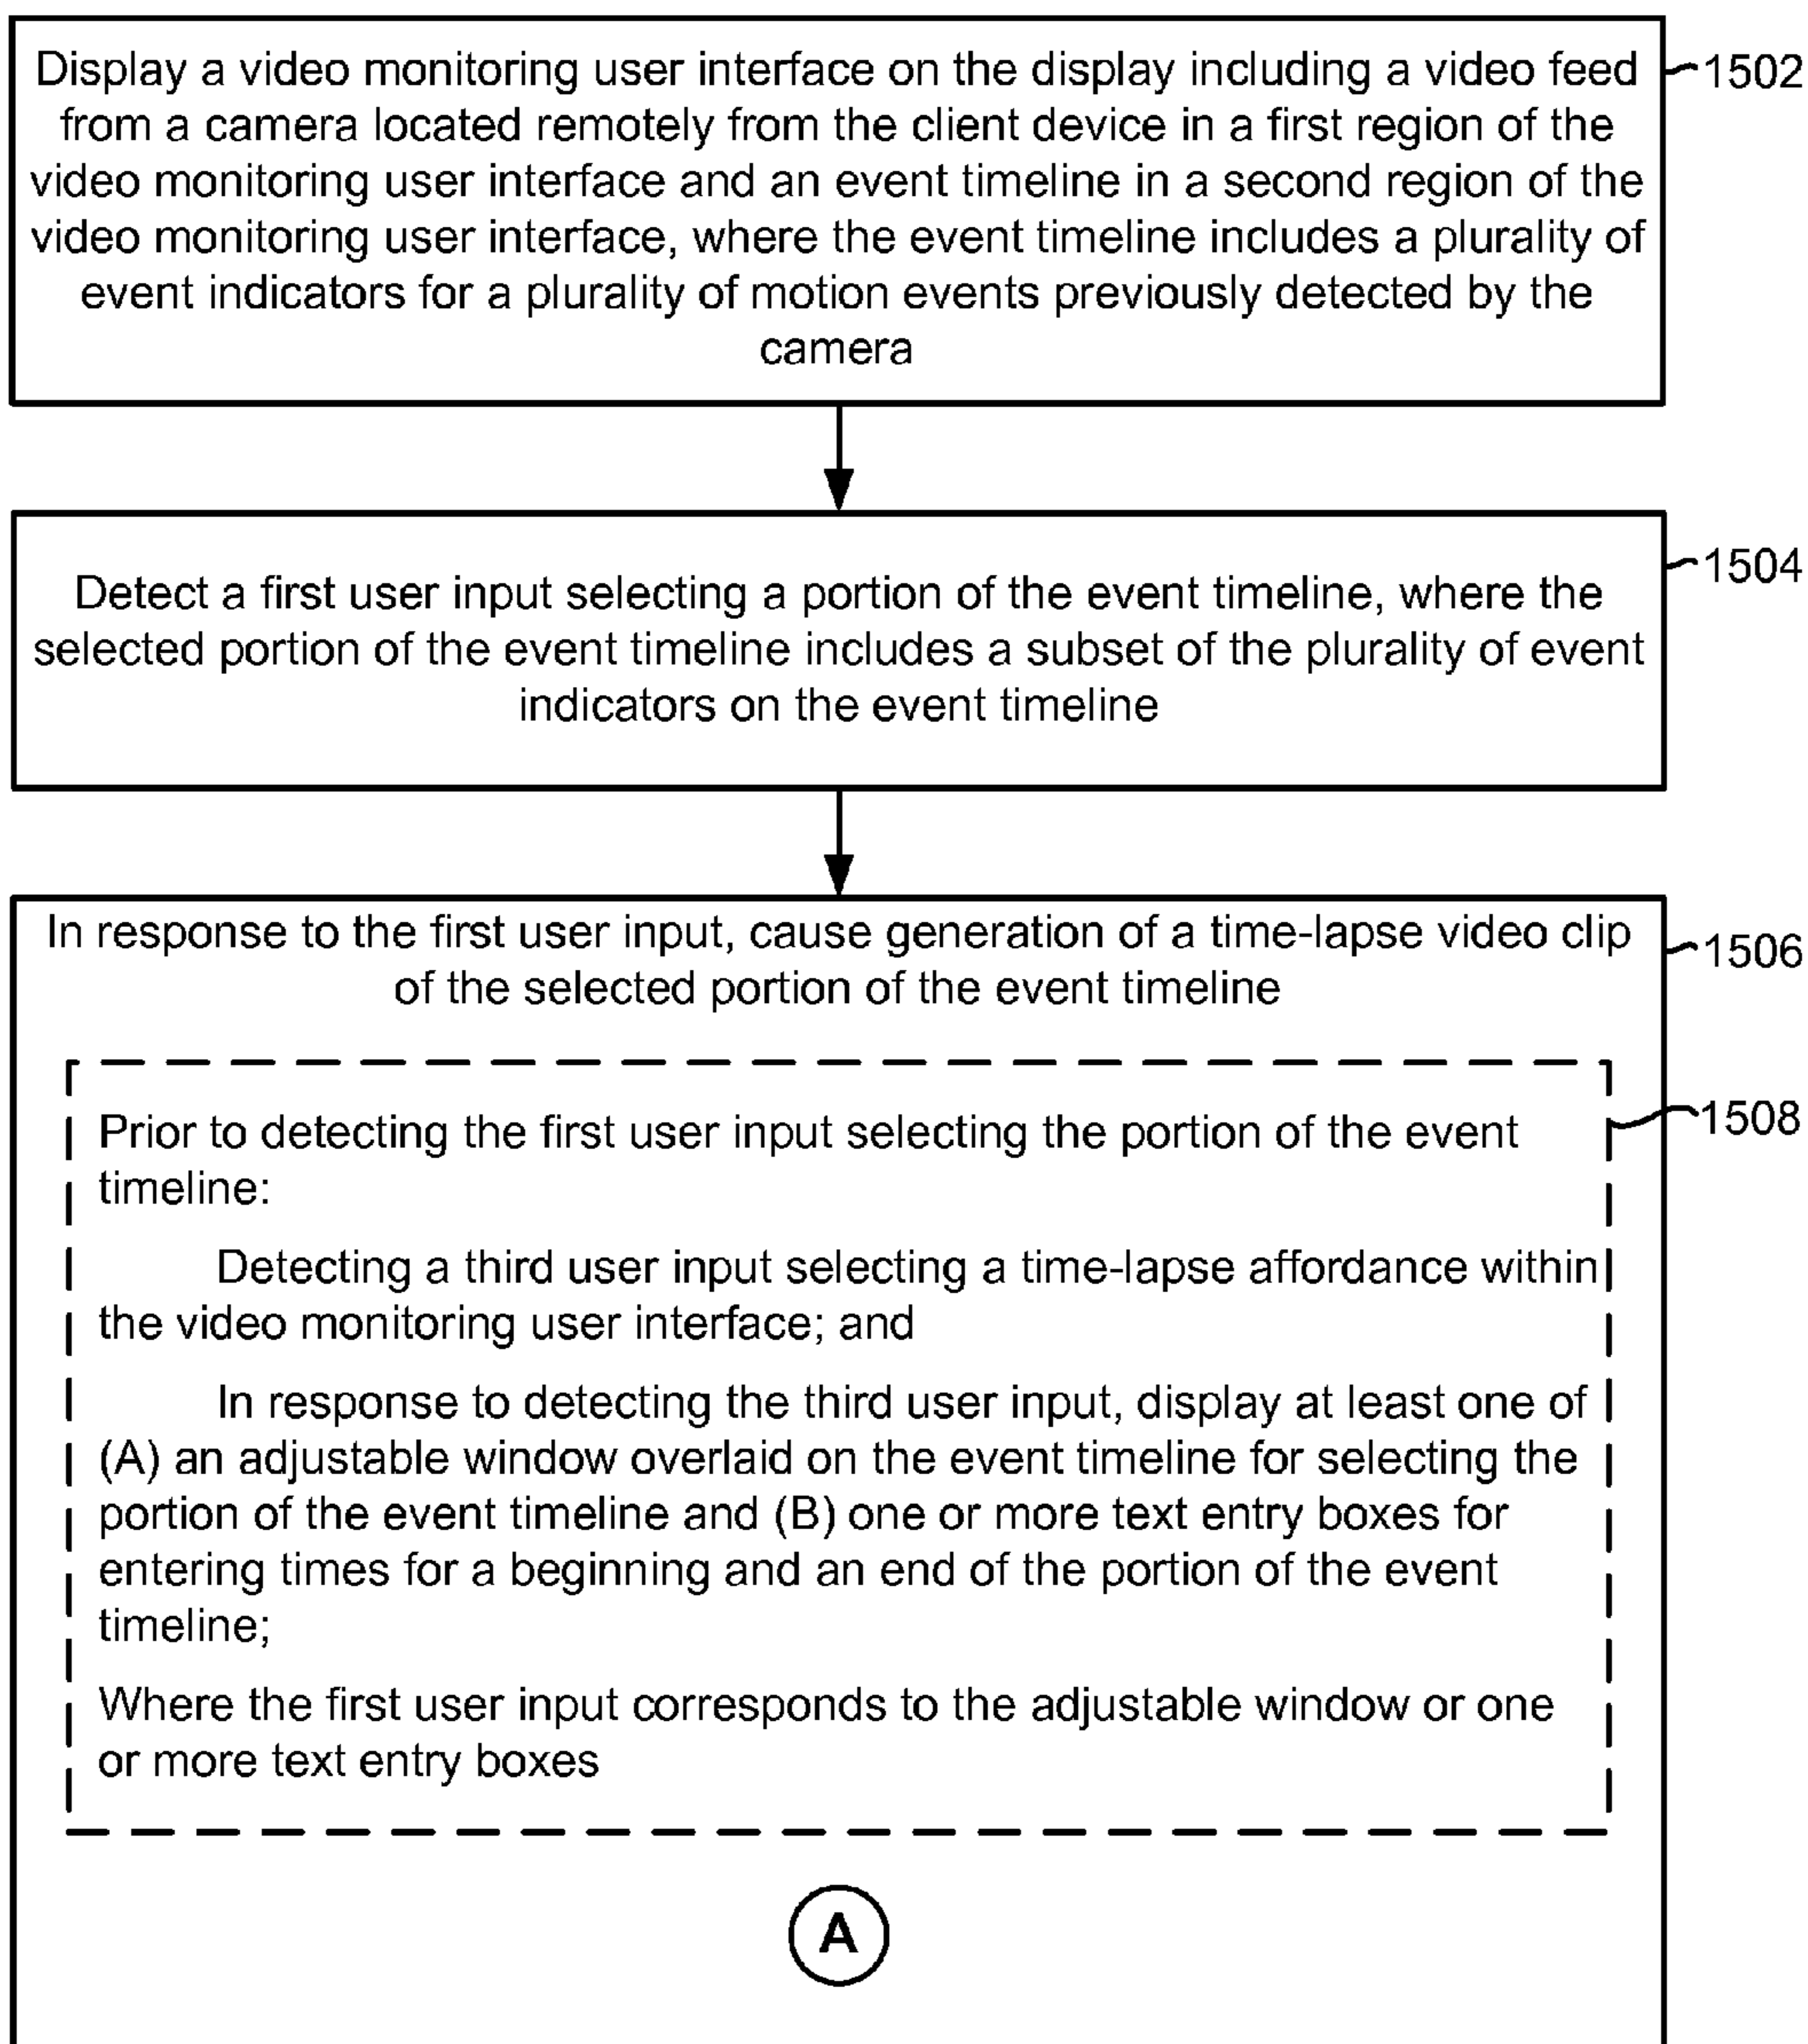 Display a video monitoring user interface on the display including a video feed
from a camera located remotely from the client device in a first region of the
video monitoring user interface and an event timeline in a second region of the
video monitoring user interface, where the event timeline includes a plurality of
event indicators for a plurality of motion events previously detected by the
camera
1502
Detect a first user input selecting a portion of the event timeline, where the
selected portion of the event timeline includes a subset of the plurality of event
indicators on the event timeline
1504
In response to the first user input, cause generation of a time-lapse video clip
of the selected portion of the event timeline
1506
Prior to detecting the first user input selecting the portion of the event
timeline:
1508
Detecting a third user input selecting a time-lapse affordance within
the video monitoring user interface; and
In response to detecting the third user input, display at least one of
(A) an adjustable window overlaid on the event timeline for selecting the
portion of the event timeline and (B) one or more text entry boxes for
entering times for a beginning and an end of the portion of the event
timeline;
Where the first user input corresponds to the adjustable window or one
or more text entry boxes
A